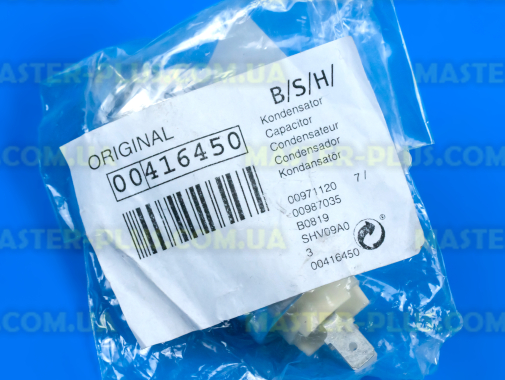 ORIGINAL
00416450
B/S/H/
Kondensator
Capacitor
Condensateur
Condensador
Kondansatör
00971120 7 /
00987035
B0819
SHV09A0
3
00416450
MASTER-PLUS.COM.UA